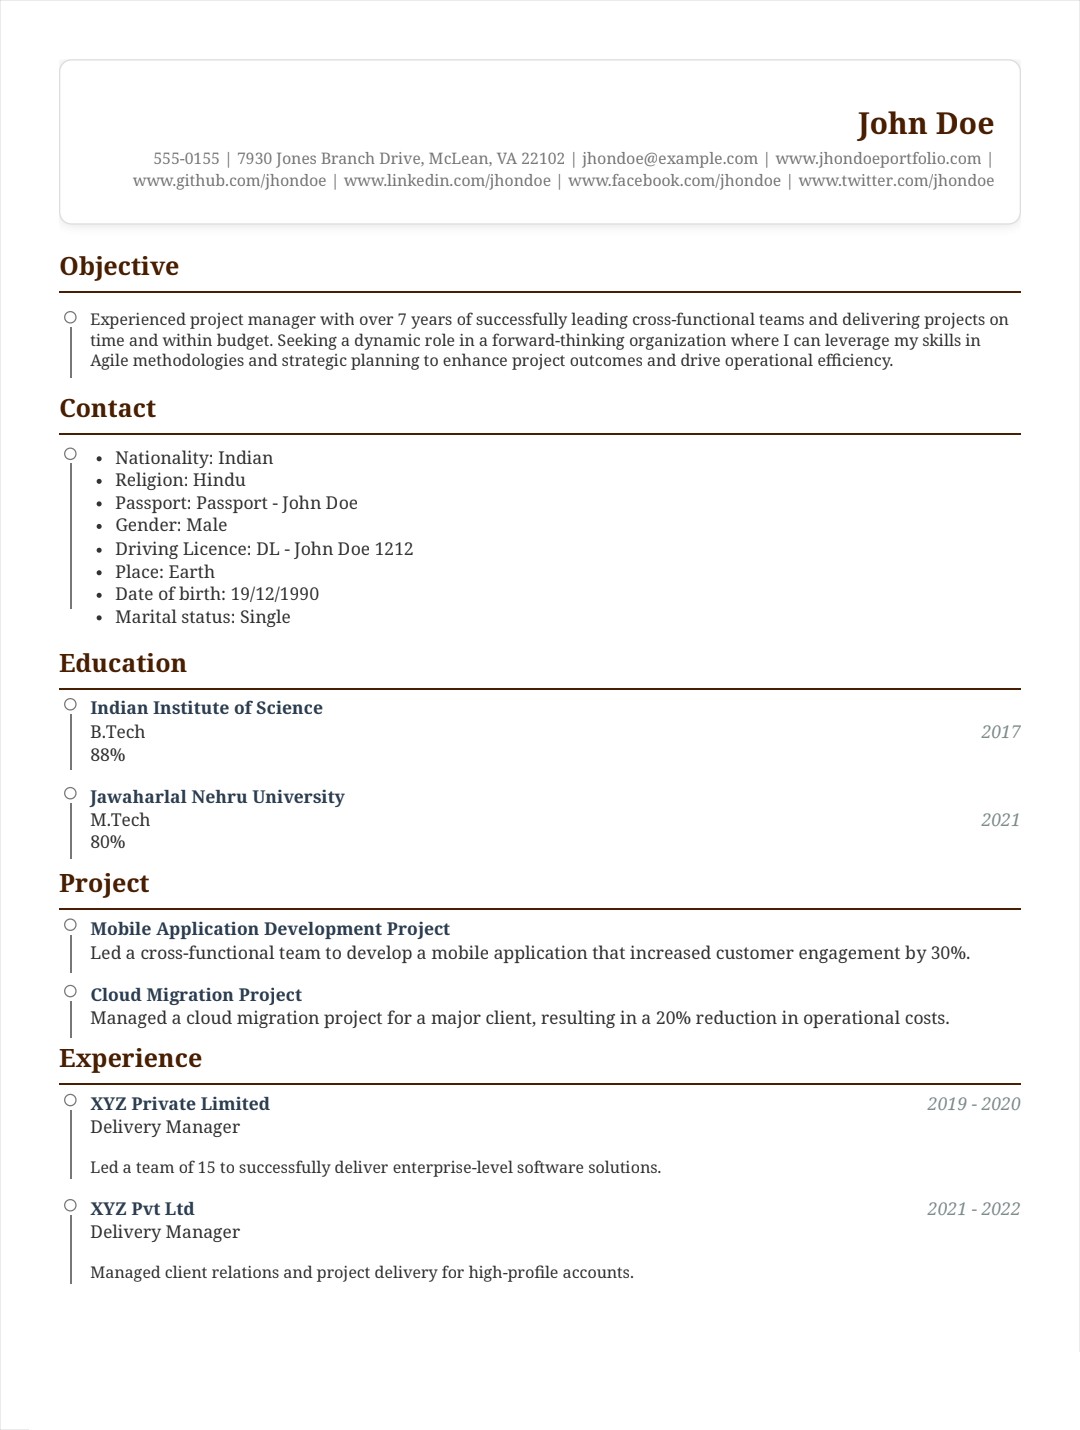 John Doe
555-0155 | 7930 Jones Branch Drive, McLean, VA 22102 | jhondoe@example.com | www.jhondoeportfolio.com |
www.github.com/jhondoe | www.linkedin.com/jhondoe | www.facebook.com/jhondoe | www.twitter.com/jhondoe
Objective
Experienced project manager with over 7 years of successfully leading cross-functional teams and delivering projects on
time and within budget. Seeking a dynamic role in a forward-thinking organization where I can leverage my skills in
Agile methodologies and strategic planning to enhance project outcomes and drive operational efficiency.
Contact
• Nationality: Indian
• Religion: Hindu
• Passport: Passport - John Doe
• Gender: Male
• Driving Licence: DL - John Doe 1212
• Place: Earth
• Date of birth: 19/12/1990
• Marital status: Single
Education
Indian Institute of Science
B.Tech 2017
88%
Jawaharlal Nehru University
M.Tech 2021
80%
Project
Mobile Application Development Project
Led a cross-functional team to develop a mobile application that increased customer engagement by 30%.
Cloud Migration Project
Managed a cloud migration project for a major client, resulting in a 20% reduction in operational costs.
Experience
XYZ Private Limited 2019 - 2020
Delivery Manager
Led a team of 15 to successfully deliver enterprise-level software solutions.
XYZ Pvt Ltd 2021 - 2022
Delivery Manager
Managed client relations and project delivery for high-profile accounts.